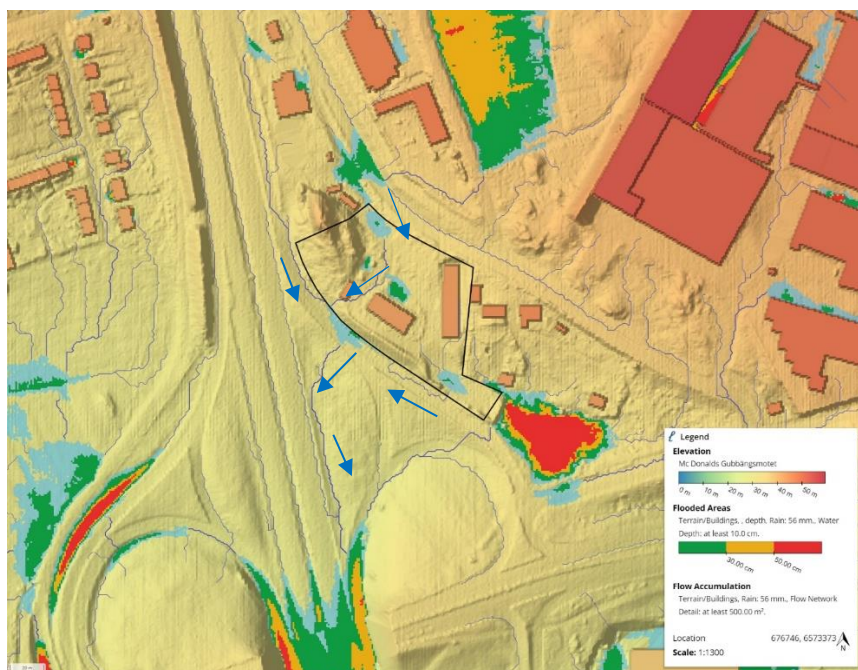 Legend
Elevation
Mc Donalds Gubbängsmotet
0 m 10 m 20 m 30 m 40 m 50 m
Flooded Areas
Terrain/Buildings, , depth, Rain: 56 mm., Water
Depth: at least 10.0 cm.
30.00 cm 50.00 cm
Flow Accumulation
Terrain/Buildings, Rain: 56 mm., Flow Network
Detail: at least 500.00 m².
Location 676746, 6573373
Scale: 1:1300
N